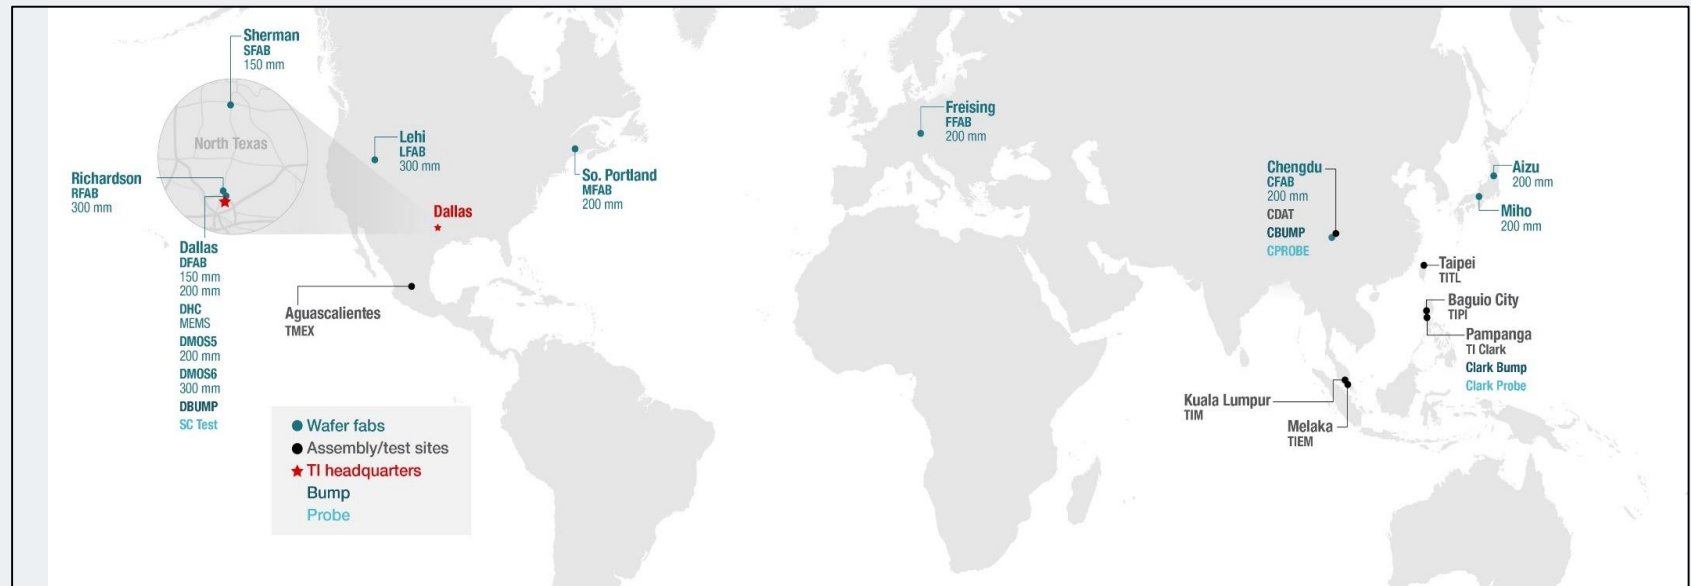 Sherman
SFAB
150 mm
North Texas
Richardson
RFAB
300 mm
Dallas
DFAB
150 mm
200 mm
DHC
MEMS
DMOS5
200 mm
DMOS6
300 mm
DBUMP
SC Test
Lehi
LFAB
300 mm
So. Portland
MFAB
200 mm
Dallas
Aguascalientes
TMEX
Freising
FFAB
200 mm
Chengdu
CFAB
200 mm
CDAT
CBUMP
CPROBE
Aizu
200 mm
Miho
200 mm
Taipei
TITL
Baguio City
TIPI
Pampanga
TI Clark
Clark Bump
Clark Probe
Kuala Lumpur
TIM
Melaka
TIEM
Wafer fabs
Assembly/test sites
TI headquarters
Bump
Probe